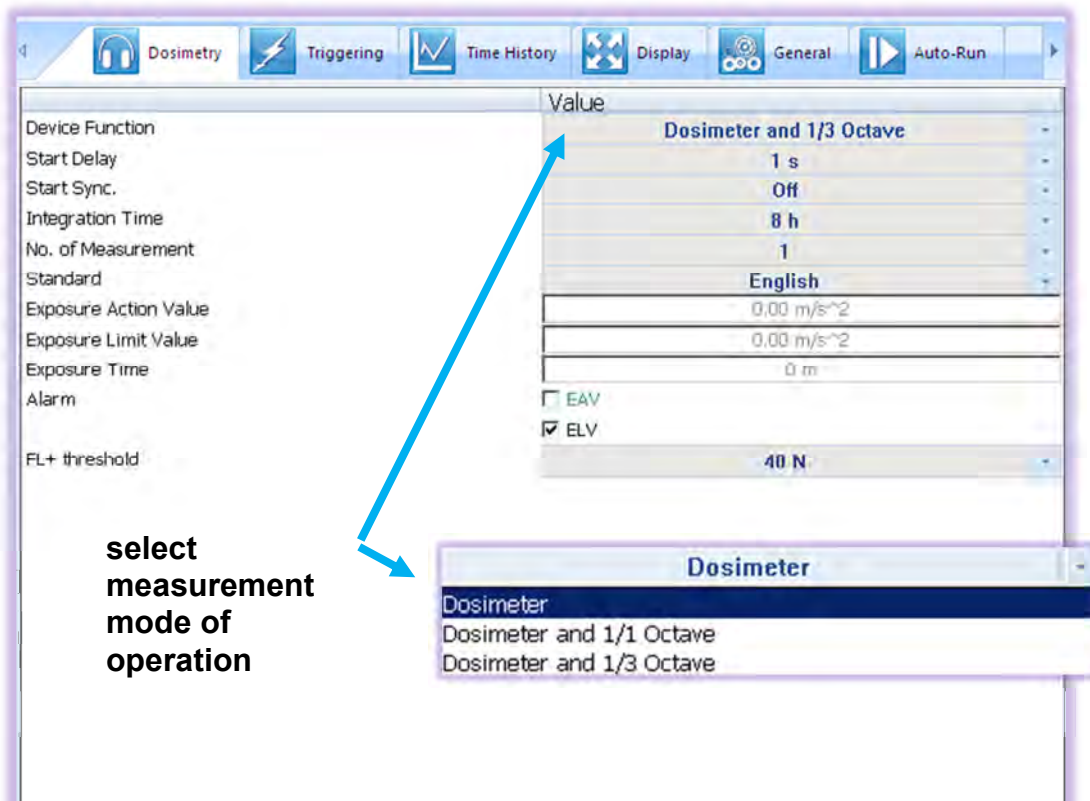 Dosimetry Triggering Time History Display General Auto-Run
Value
Device Function Dosimeter and 1/3 Octave
Start Delay 1 s
Start Sync. Off
Integration Time 8 h
No. of Measurement 1
Standard English
Exposure Action Value 0.00 m/s^2
Exposure Limit Value 0.00 m/s^2
Exposure Time 0 m
Alarm EAV
ELV
FL+ threshold 40 N
select
measurement
mode of
operation
Dosimeter
Dosimeter
Dosimeter and 1/1 Octave
Dosimeter and 1/3 Octave